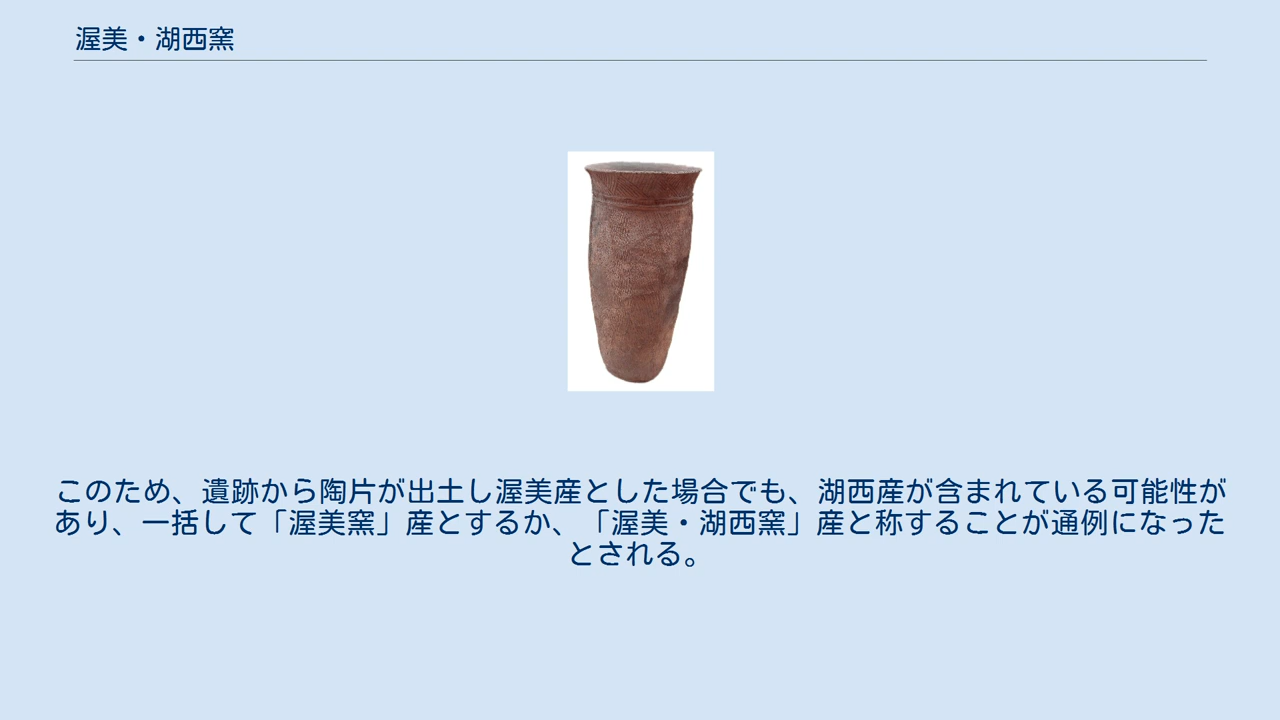 渥美・湖西窯
このため、遺跡から陶片が出土し渥美産とした場合でも、湖西産が含まれている可能性が
あり、一括して「渥美窯」産とするか、「渥美・湖西窯」産と称することが通例になった
とされる。